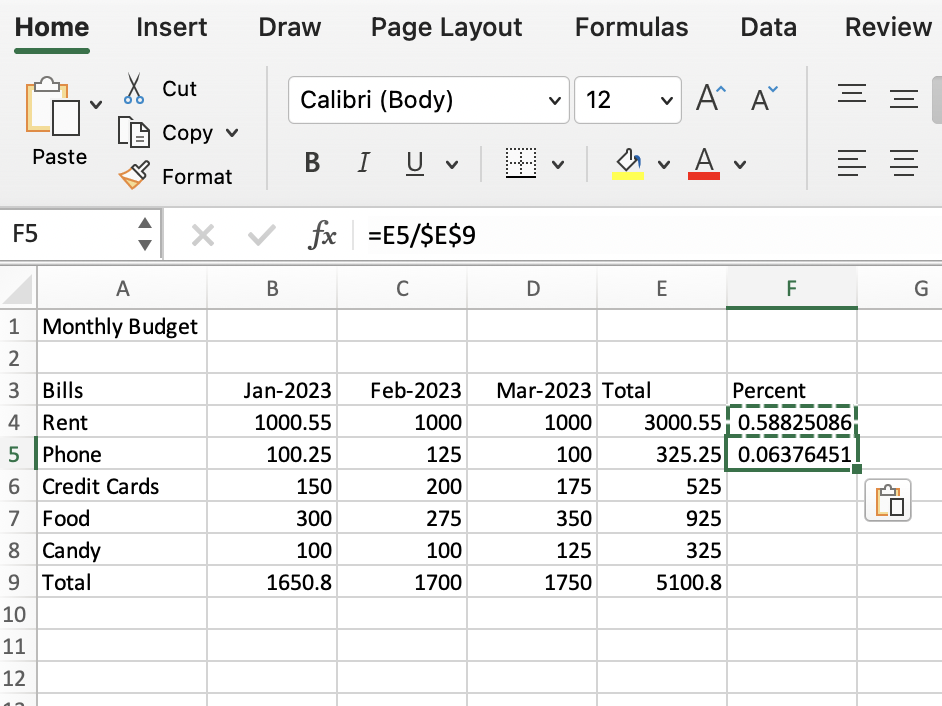 Home Insert Draw Page Layout Formulas Data Review
Paste Cut Copy Format
Calibri (Body) 12 A A
B I U A
F5 fx =E5/$E$9
A B C D E F G
1 Monthly Budget
2
3 Bills Jan-2023 Feb-2023 Mar-2023 Total Percent
4 Rent 1000.55 1000 1000 3000.55 0.58825086
5 Phone 100.25 125 100 325.25 0.06376451
6 Credit Cards 150 200 175 525
7 Food 300 275 350 925
8 Candy 100 100 125 325
9 Total 1650.8 1700 1750 5100.8
10
11
12